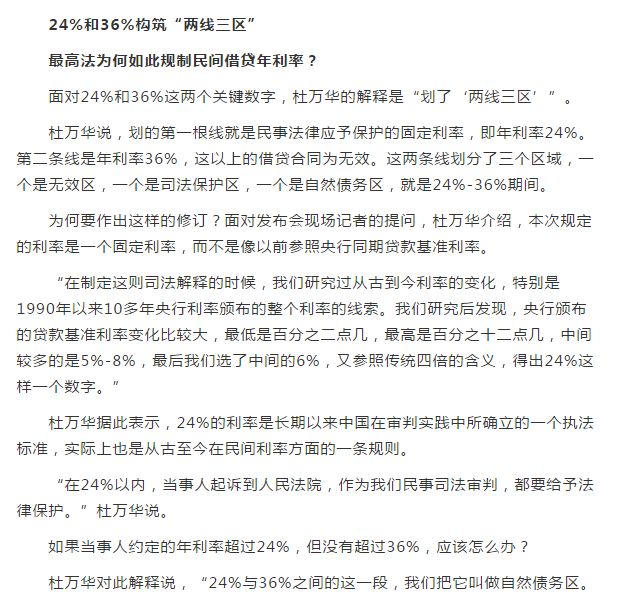 24%和36%构筑“两线三区”
最高法为何如此规制民间借贷年利率？
面对24%和36%这两个关键数字，杜万华的解释是“划了‘两线三区’”。
杜万华说，划的第一根线就是民事法律应予保护的固定利率，即年利率24%。
第二条线是年利率36%，这以上的借贷合同为无效。这两条线划分了三个区域，一
个是无效区，一个是司法保护区，一个是自然债务区，就是24%-36%期间。
为何要作出这样的修订？面对发布会现场记者的提问，杜万华介绍，本次规定
的利率是一个固定利率，而不是像以前参照央行同期贷款基准利率。
“在制定这则司法解释的时候，我们研究过从古到今利率的变化，特别是
1990年以来10多年央行利率颁布的整个利率的线索。我们研究后发现，央行颁布
的贷款基准利率变化比较大，最低是百分之二点几，最高是百分之十二点几，中间
较多的是5%-8%，最后我们选了中间的6%，又参照传统四倍的含义，得出24%这
样一个数字。”
杜万华据此表示，24%的利率是长期以来中国在审判实践中所确立的一个执法
标准，实际上也是从古至今在民间利率方面的一条规则。
“在24%以内，当事人起诉到人民法院，作为我们民事司法审判，都要给予法
律保护。”杜万华说。
如果当事人约定的年利率超过24%，但没有超过36%，应该怎么办？
杜万华对此解释说，“24%与36%之间的这一段，我们把它叫做自然债务区。